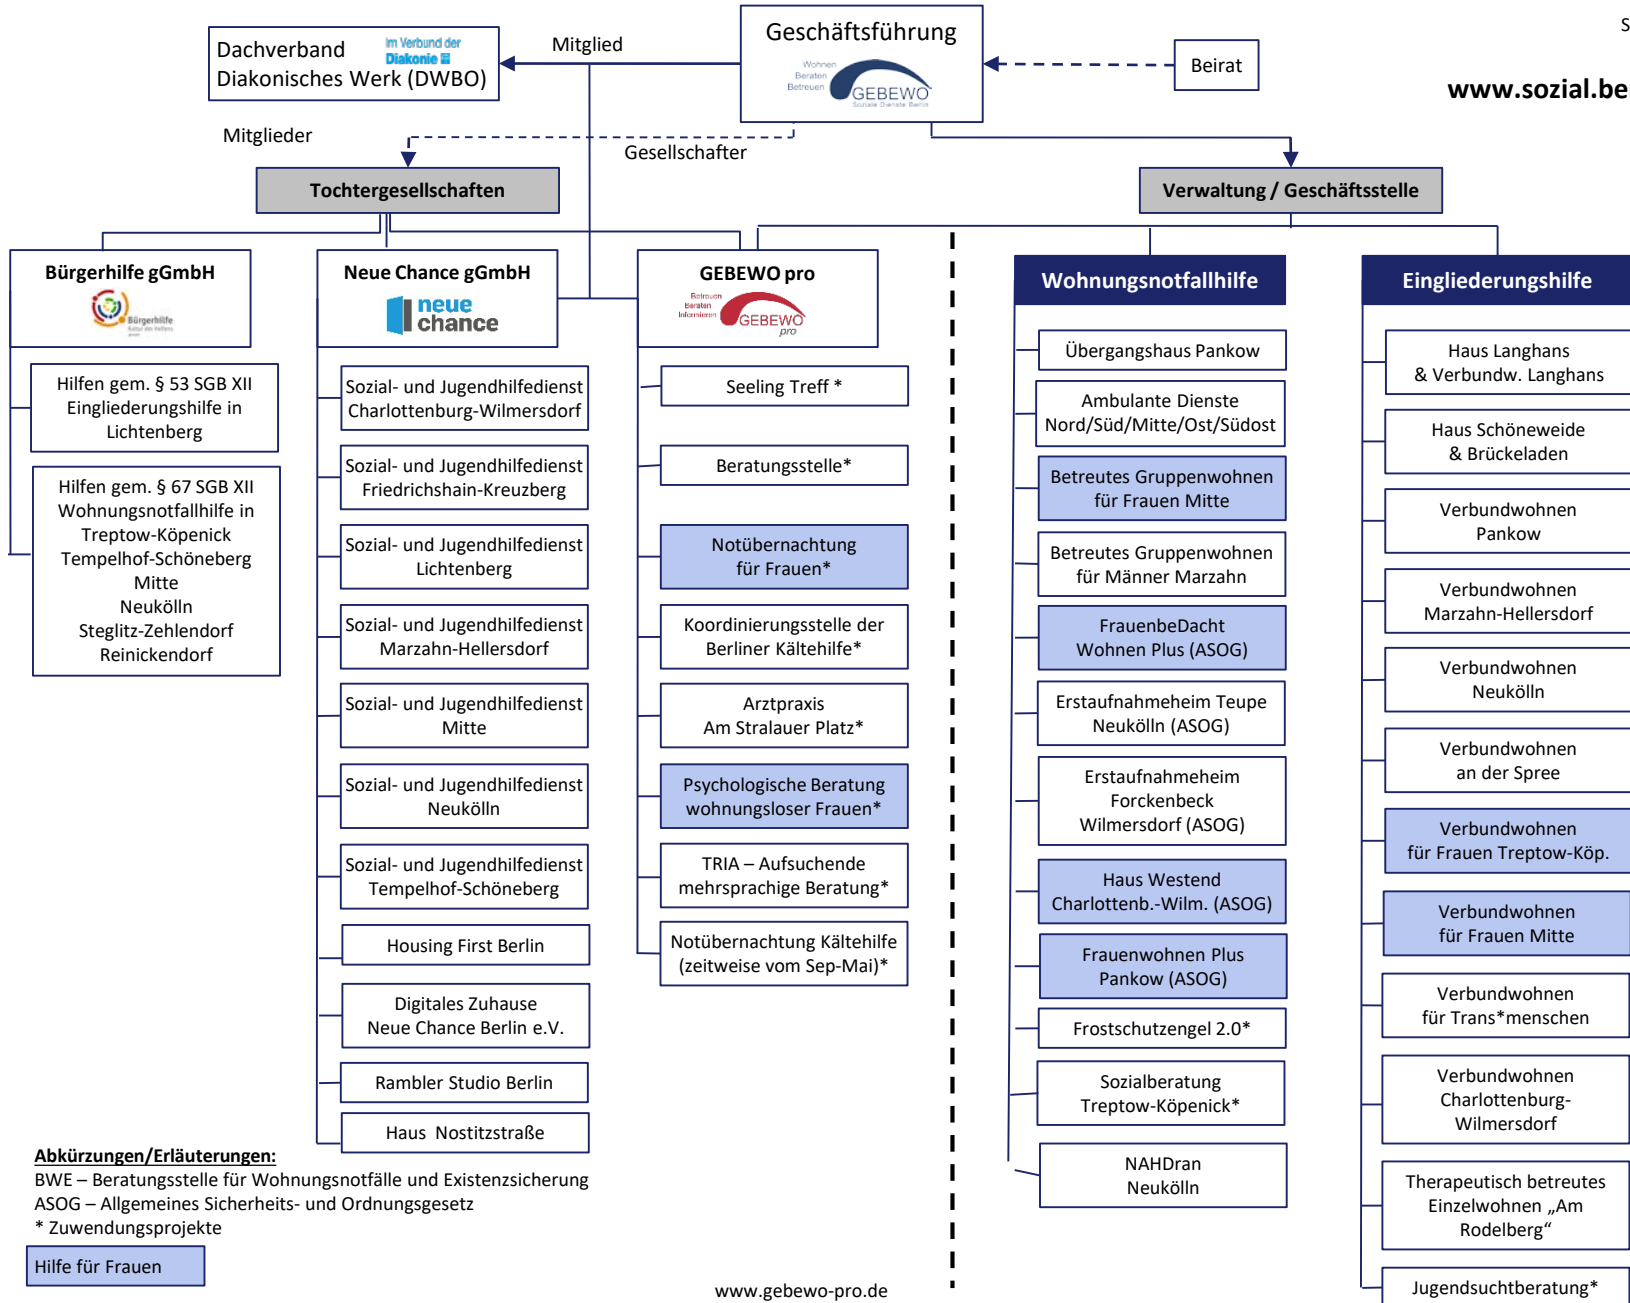 Dachverband
Diakonisches Werk (DWBO)
im Verbund der
Diakonie
Mitglied
Geschäftsführung
Wohnen
Beraten
Betreuen
GEBEWO
Soziale Dienste Berlin
Beirat
S
www.sozial.be
Mitglieder
Gesellschafter
Tochtergesellschaften
Verwaltung / Geschäftsstelle
Bürgerhilfe gGmbH
Bürgerhilfe
Kultur des Helfens
Neue Chance gGmbH
neue
chance
GEBEWO pro
Betreuen
Beraten
Informieren
GEBEWO
pro
Wohnungsnotfallhilfe
Eingliederungshilfe
Hilfen gem. § 53 SGB XII
Eingliederungshilfe in
Lichtenberg
Hilfen gem. § 67 SGB XII
Wohnungsnotfallhilfe in
Treptow-Köpenick
Tempelhof-Schöneberg
Mitte
Neukölln
Steglitz-Zehlendorf
Reinickendorf
Sozial- und Jugendhilfedienst
Charlottenburg-Wilmersdorf
Sozial- und Jugendhilfedienst
Friedrichshain-Kreuzberg
Sozial- und Jugendhilfedienst
Lichtenberg
Sozial- und Jugendhilfedienst
Marzahn-Hellersdorf
Sozial- und Jugendhilfedienst
Mitte
Sozial- und Jugendhilfedienst
Neukölln
Sozial- und Jugendhilfedienst
Tempelhof-Schöneberg
Housing First Berlin
Digitales Zuhause
Neue Chance Berlin e.V.
Rambler Studio Berlin
Haus Nostitzstraße
Seeling Treff *
Beratungsstelle*
Notübernachtung
für Frauen*
Koordinierungsstelle der
Berliner Kältehilfe*
Arztpraxis
Am Stralauer Platz*
Psychologische Beratung
wohnungsloser Frauen*
TRIA – Aufsuchende
mehrsprachige Beratung*
Notübernachtung Kältehilfe
(zeitweise vom Sep-Mai)*
Übergangshaus Pankow
Ambulante Dienste
Nord/Süd/Mitte/Ost/Südost
Betreutes Gruppenwohnen
für Frauen Mitte
Betreutes Gruppenwohnen
für Männer Marzahn
FrauenbeDacht
Wohnen Plus (ASOG)
Erstaufnahmeheim Teupe
Neukölln (ASOG)
Erstaufnahmeheim
Forckenbeck
Wilmersdorf (ASOG)
Haus Westend
Charlottenb.-Wilm. (ASOG)
Frauenwohnen Plus
Pankow (ASOG)
Frostschutzengel 2.0*
Sozialberatung
Treptow-Köpenick*
NAHDran
Neukölln
Haus Langhans
& Verbundw. Langhans
Haus Schöneweide
& Brückeladen
Verbundwohnen
Pankow
Verbundwohnen
Marzahn-Hellersdorf
Verbundwohnen
Neukölln
Verbundwohnen
an der Spree
Verbundwohnen
für Frauen Treptow-Köp.
Verbundwohnen
für Frauen Mitte
Verbundwohnen
für Trans*menschen
Verbundwohnen
Charlottenburg-
Wilmersdorf
Therapeutisch betreutes
Einzelwohnen „Am
Rodelberg“
Jugendsuchtberatung*
Abkürzungen/Erläuterungen:
BWE – Beratungsstelle für Wohnungsnotfälle und Existenzsicherung
ASOG – Allgemeines Sicherheits- und Ordnungsgesetz
* Zuwendungsprojekte
Hilfe für Frauen
www.gebewo-pro.de